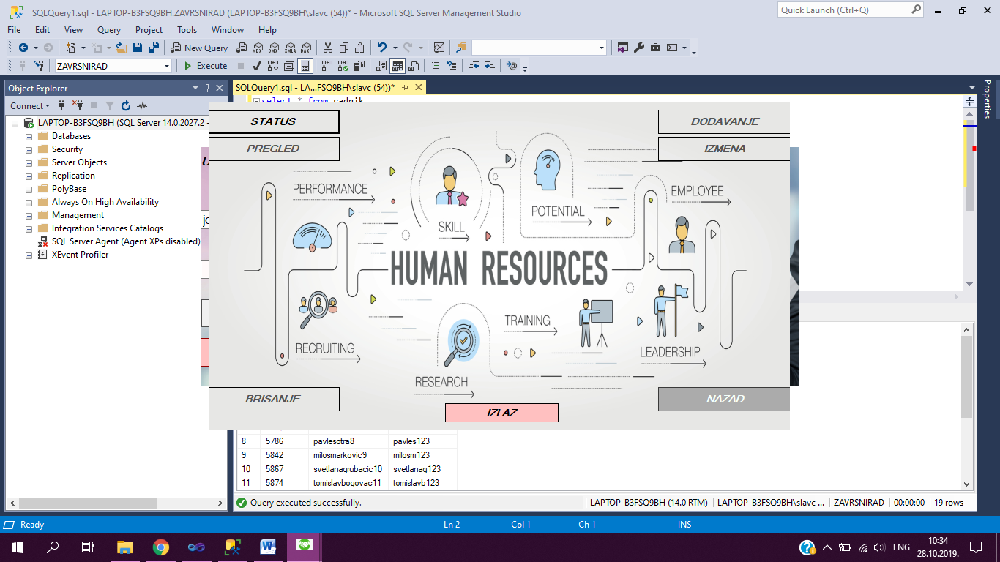 SQLQuery1.sql - LAPTOP-B3FSQ9BH.ZAVRSNIRAD (LAPTOP-B3FSQ9BH\slavc (54))* - Microsoft SQL Server Management Studio
Quick Launch (Ctrl+Q)
File Edit View Query Project Tools Window Help
New Query MDX DMX XMLA DAX
ZAVRSNIRAD Execute
Object Explorer
Connect
LAPTOP-B3FSQ9BH (SQL Server 14.0.2027.2 -
Databases
Security
Server Objects
Replication
PolyBase
Always On High Availability
Management
Integration Services Catalogs
SQL Server Agent (Agent XPs disabled)
XEvent Profiler
SQLQuery1.sql - LA...FSQ9BH\slavc (54))*
select * from radnik
Properties
STATUS
DODAVANJE
PREGLED
IZMENA
PERFORMANCE
SKILL
POTENTIAL
EMPLOYEE
HUMAN RESOURCES
RECRUITING
RESEARCH
TRAINING
LEADERSHIP
BRISANJE
NAZAD
IZLAZ
8 5786 pavlesotra8 pavles123
9 5842 milosmarkovic9 milosm123
10 5867 svetlanagrubacic10 svetlanag123
11 5874 tomislavbogovac11 tomislavb123
Query executed successfully. LAPTOP-B3FSQ9BH (14.0 RTM) LAPTOP-B3FSQ9BH\slavc ... ZAVRSNIRAD 00:00:00 19 rows
Ready Ln 2 Col 1 Ch 1 INS
ENG
10:34
28.10.2019.